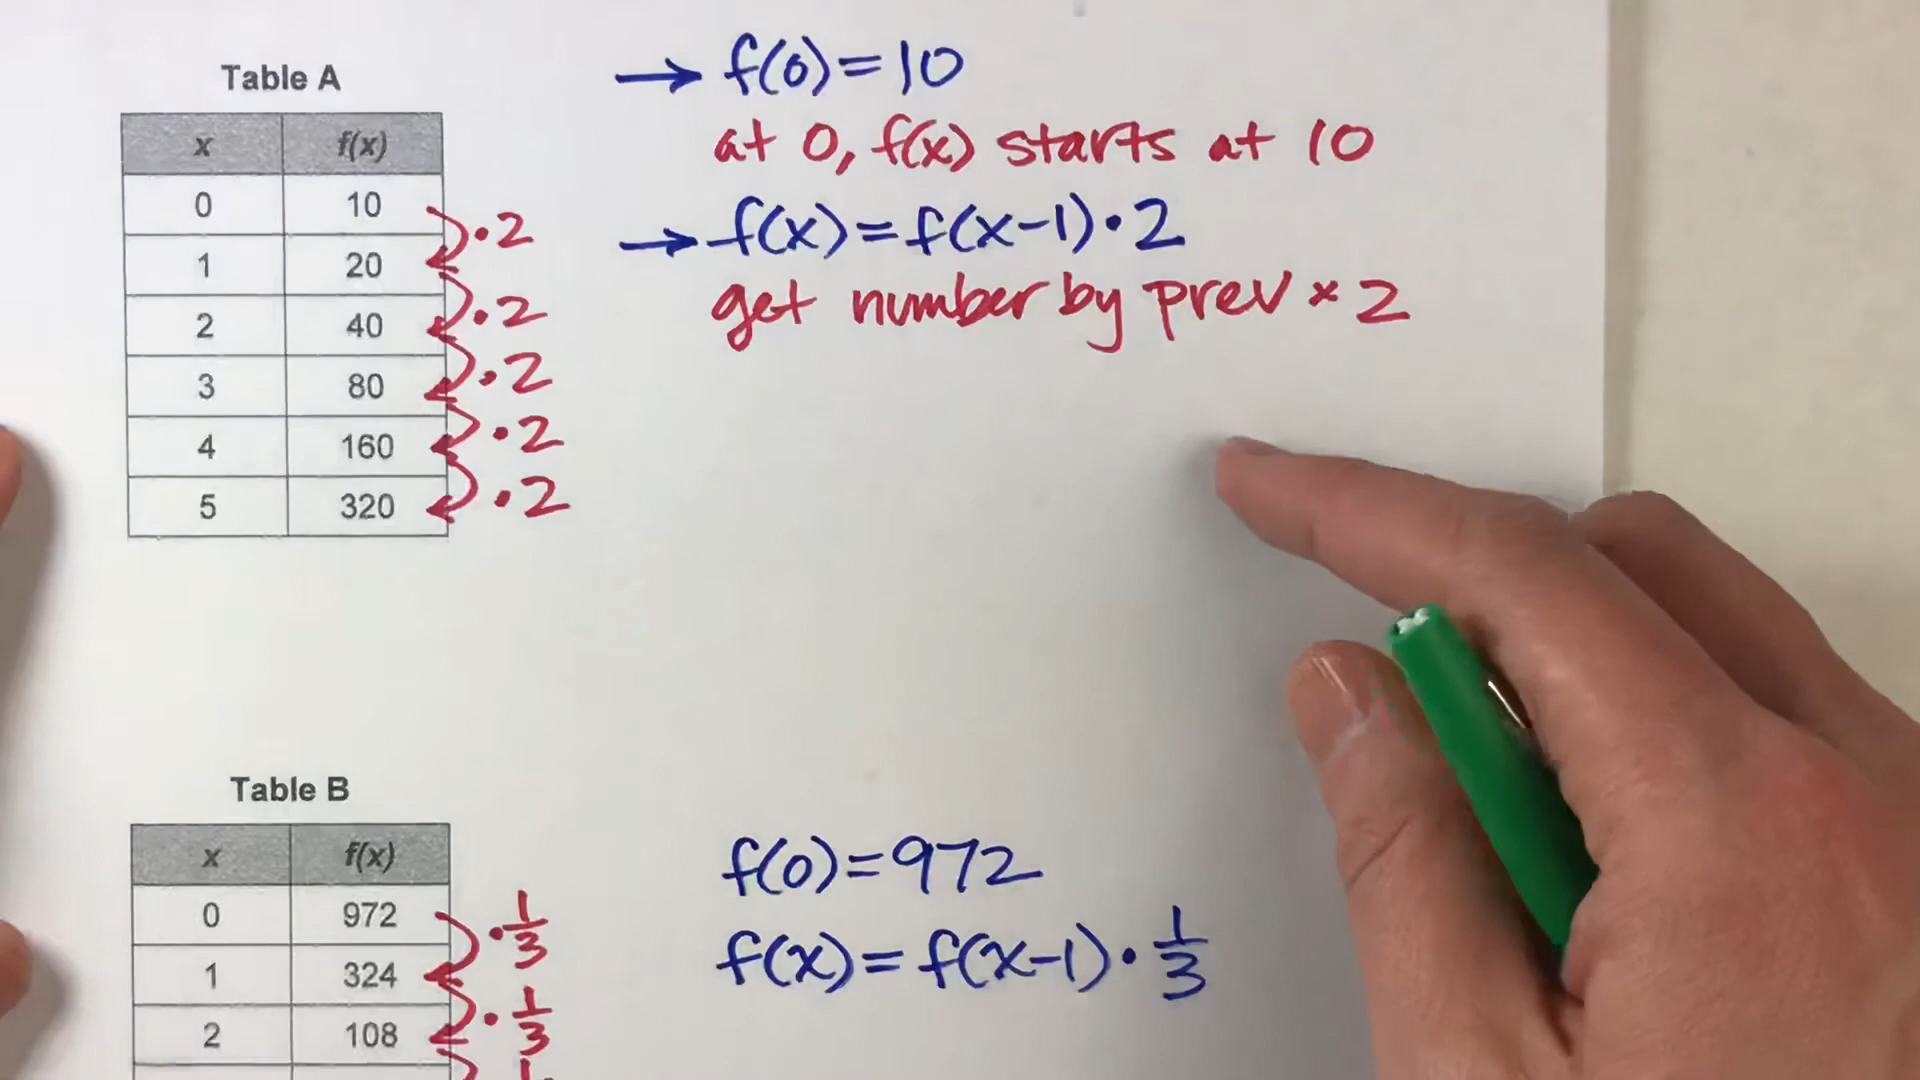 Table A
x f(x)
0 10
1 20
2 40
3 80
4 160
5 320
·2
·2
·2
·2
·2
→ f(0)=10
at 0, f(x) starts at 10
→ f(x)=f(x-1)·2
get number by prev × 2
Table B
x f(x)
0 972
1 324
2 108
·1/3
·1/3
f(0)=972
f(x)=f(x-1)·1/3